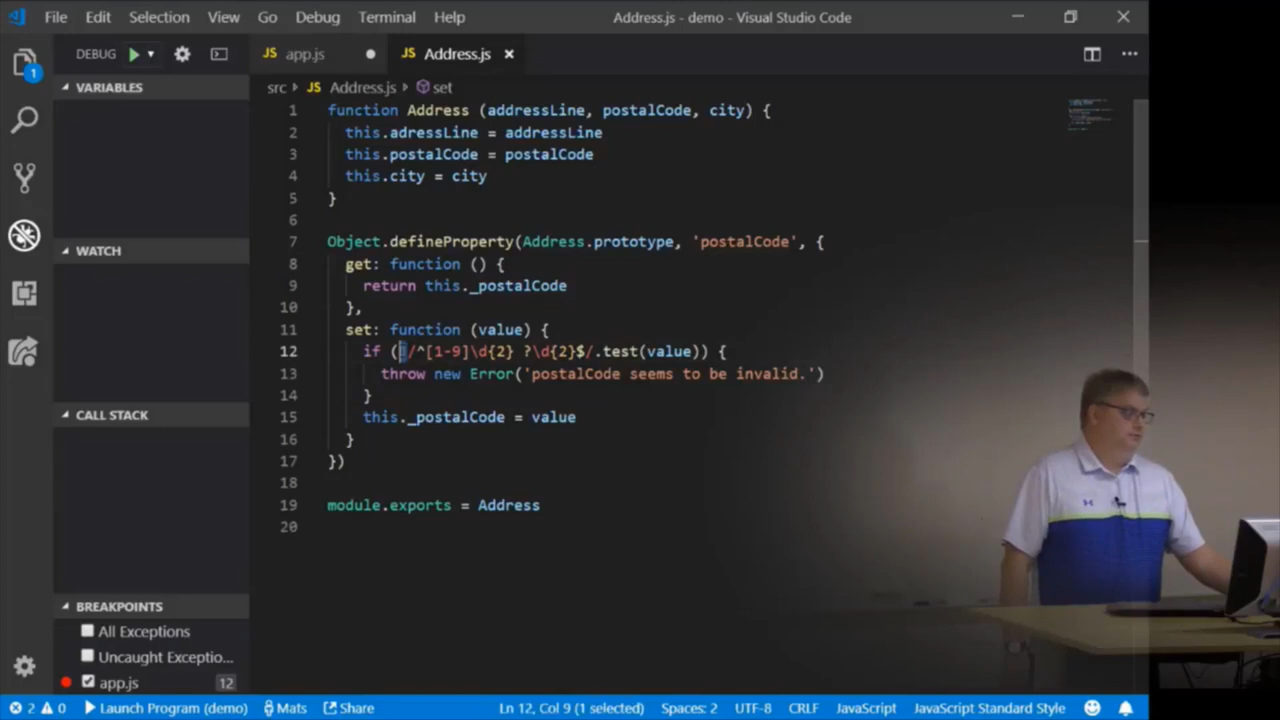 File Edit Selection View Go Debug Terminal Help Address.js - demo - Visual Studio Code
DEBUG JS app.js JS Address.js
1
src JS Address.js set
VARIABLES
WATCH
CALL STACK
BREAKPOINTS
All Exceptions
Uncaught Exceptio...
app.js 12
1 function Address (addressLine, postalCode, city) {
2 this.adressLine = addressLine
3 this.postalCode = postalCode
4 this.city = city
5 }
6
7 Object.defineProperty(Address.prototype, 'postalCode', {
8 get: function () {
9 return this._postalCode
10 },
11 set: function (value) {
12 if (!/^[1-9]\d{2} ?\d{2}$/.test(value)) {
13 throw new Error('postalCode seems to be invalid.')
14 }
15 this._postalCode = value
16 }
17 })
18
19 module.exports = Address
20
2 0 Launch Program (demo) Mats Share Ln 12, Col 9 (1 selected) Spaces: 2 UTF-8 CRLF JavaScript JavaScript Standard Style